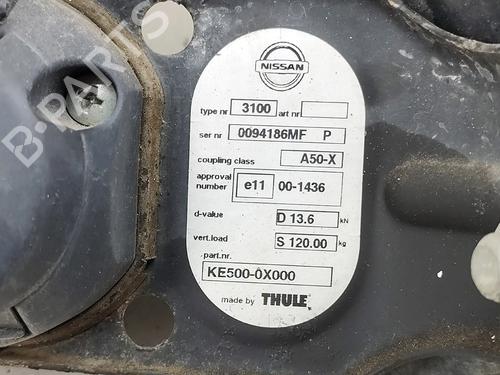 NISSAN
type nr 3100 art nr
ser nr 0094186MF P
coupling class A50-X
approval number e11 00-1436
d-value D 13.6 kN
vert.load S 120.00 kg
part.nr.
KE500-0X000
made by THULE
B-PARTS